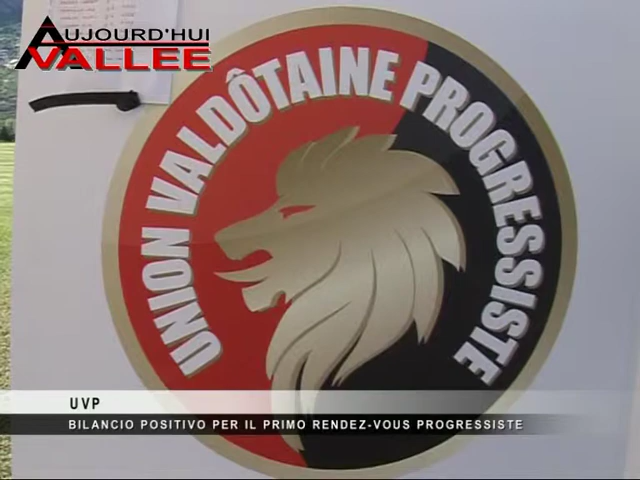 AUJOURD'HUI
VALLEE
UNION VALDÔTAINE PROGRESSISTE
UVP
BILANCIO POSITIVO PER IL PRIMO RENDEZ-VOUS PROGRESSISTE